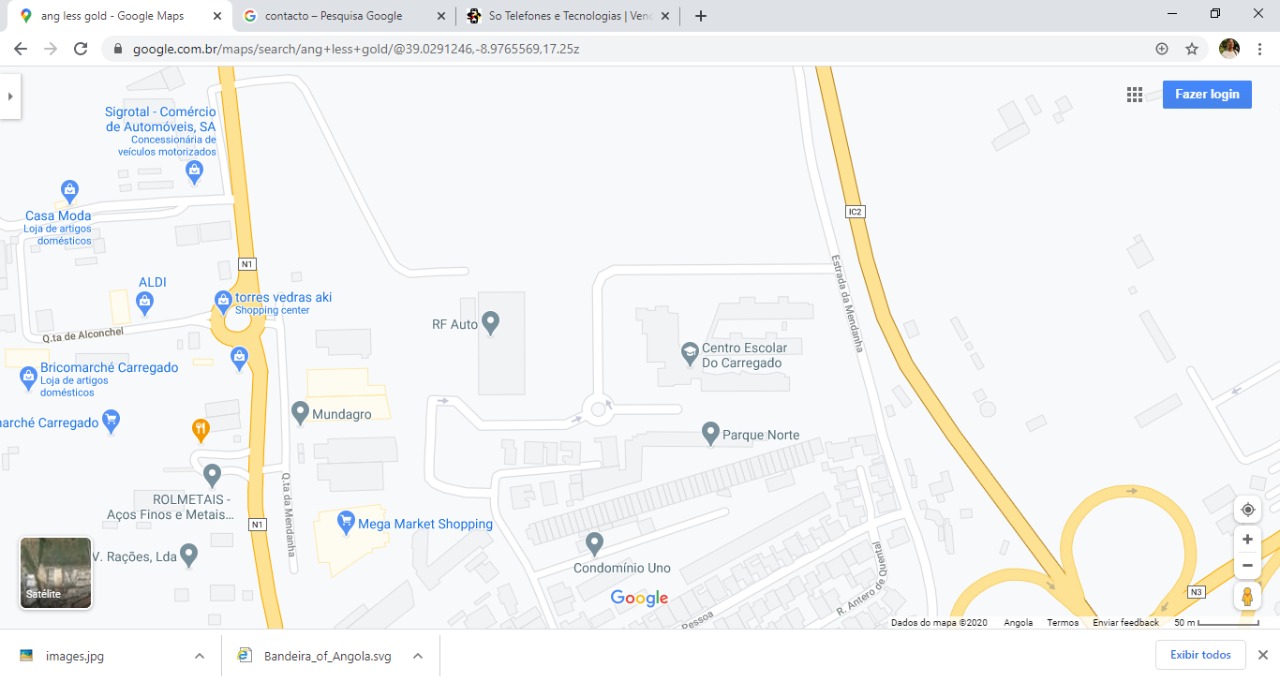 ang less gold - Google Maps
contacto – Pesquisa Google
So Telefones e Tecnologias | Venc
google.com.br/maps/search/ang+less+gold/@39.0291246,-8.9765569,17.25z
Fazer login
Sigrotal - Comércio
de Automóveis, SA
Concessionária de
veículos motorizados
Casa Moda
Loja de artigos
domésticos
IC2
N1
Estrada da Mendanha
ALDI
torres vedras aki
Shopping center
Q.ta de Alconchel
RF Auto
Centro Escolar
Do Carregado
Bricomarché Carregado
Loja de artigos
domésticos
Mundagro
arché Carregado
Parque Norte
ROLMETAIS -
Aços Finos e Metais...
Q.ta da Mendanha
N1
Mega Market Shopping
V. Rações, Lda
Condomínio Uno
R. Antero de Quental
Pessoa
N3
Satélite
Google
Dados do mapa ©2020
Angola
Termos
Enviar feedback
50 m
images.jpg
Bandeira_of_Angola.svg
Exibir todos